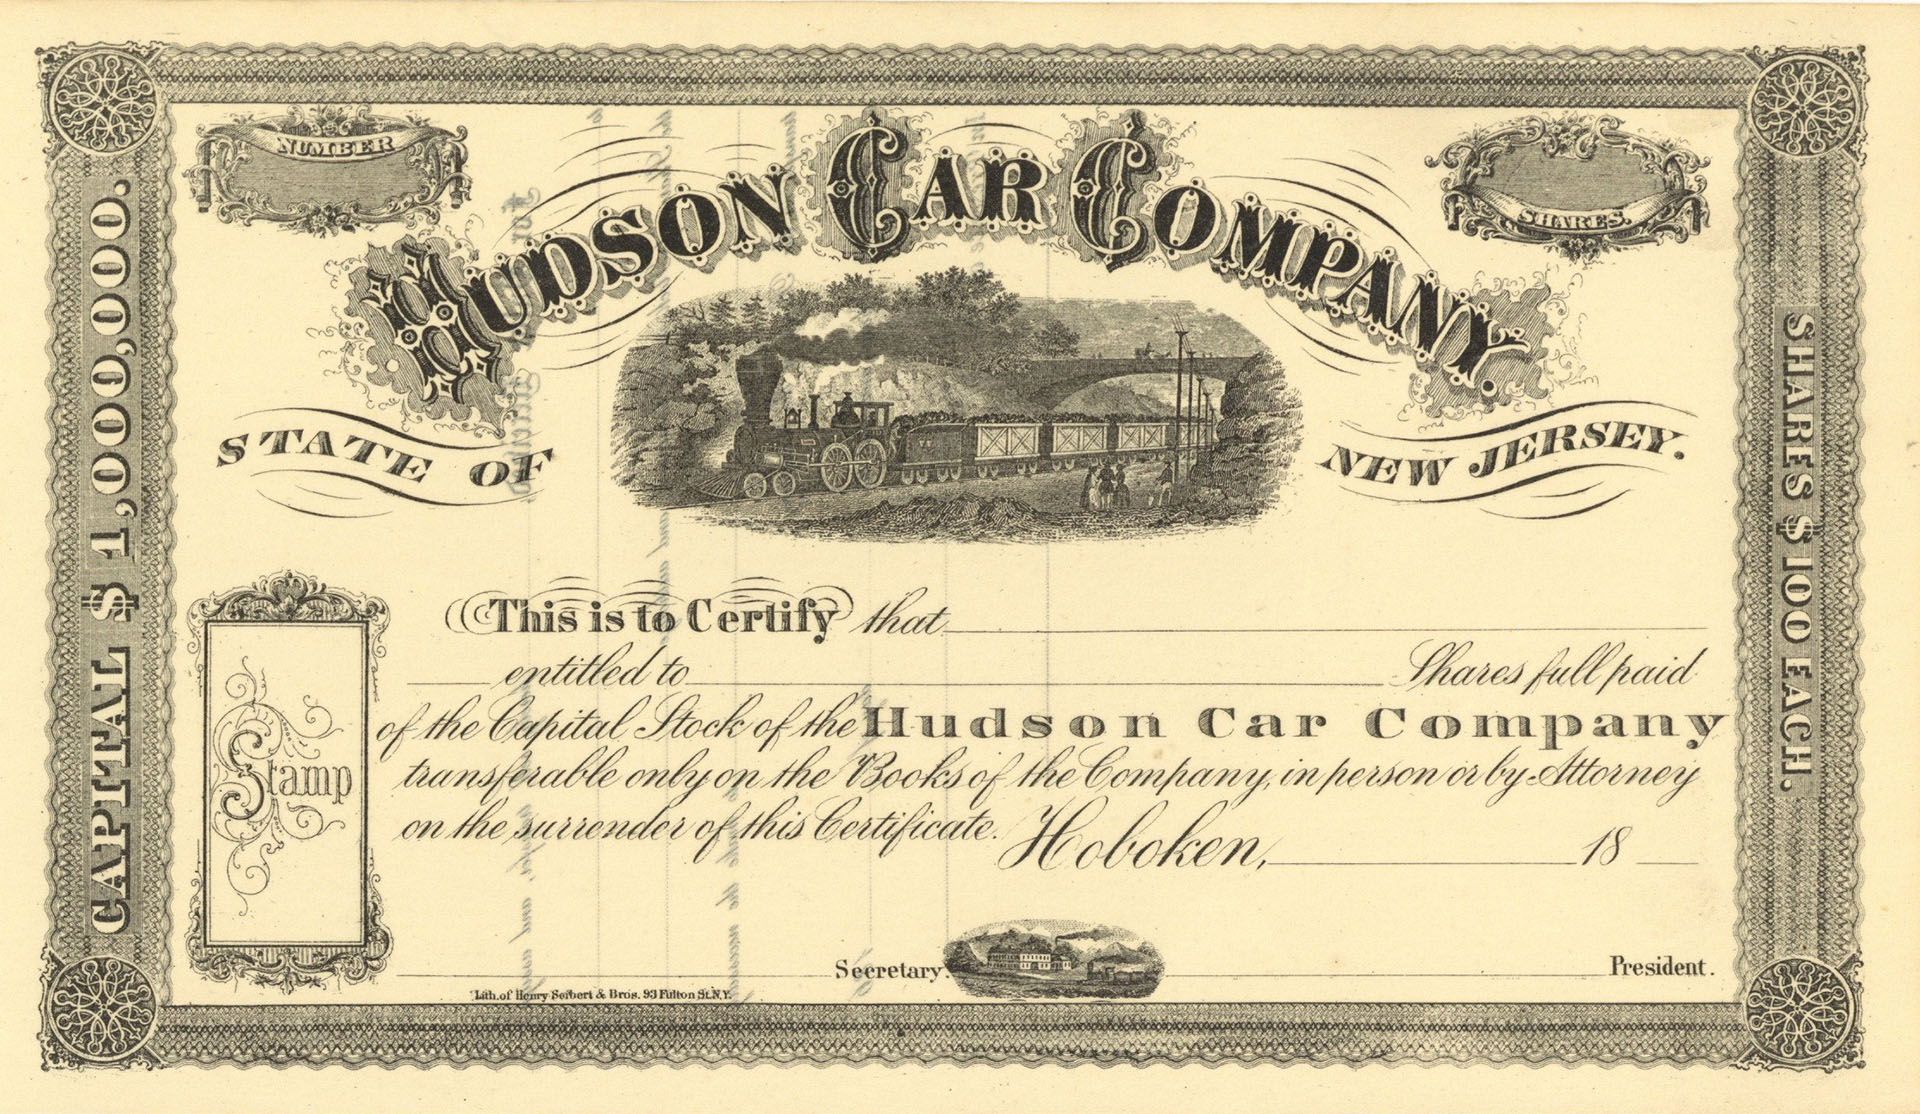 NUMBER
HUDSON CAR COMPANY.
SHARES.
STATE OF
NEW JERSEY.
CAPITAL $1,000,000.
SHARES $100 EACH.
Stamp
This is to Certify that
entitled to Shares full paid
of the Capital Stock of the Hudson Car Company
transferable only on the Books of the Company, in person or by Attorney
on the surrender of this Certificate.
Hoboken, 18
Secretary.
President.
Lith. of Henry Seibert & Bros. 93 Fulton St. N.Y.